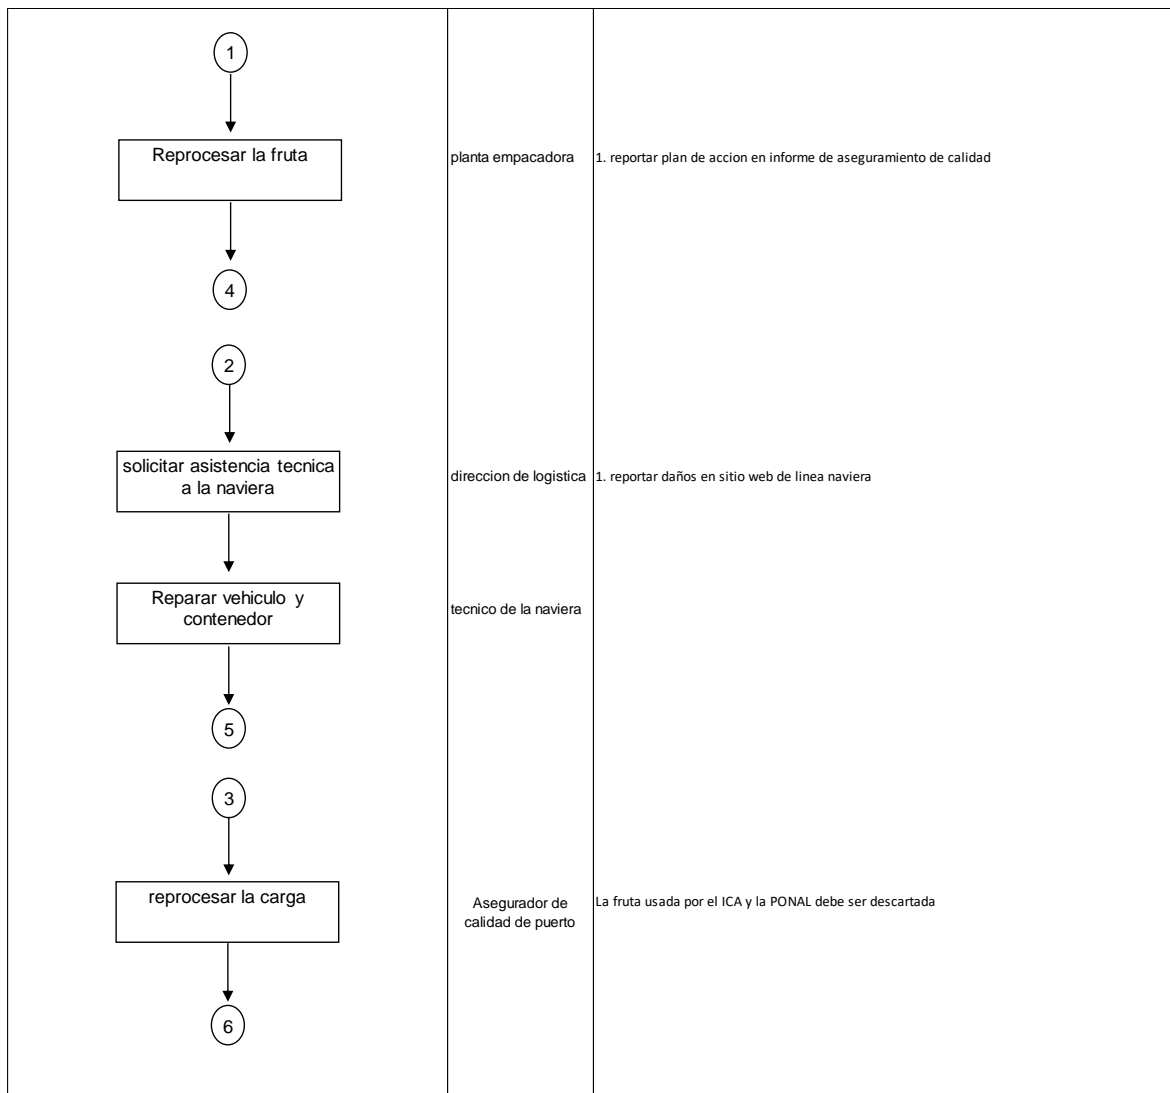 1
Reprocesar la fruta
planta empacadora
1. reportar plan de accion en informe de aseguramiento de calidad
4
2
solicitar asistencia tecnica
a la naviera
direccion de logistica
1. reportar daños en sitio web de linea naviera
Reparar vehiculo y
contenedor
tecnico de la naviera
5
3
reprocesar la carga
Asegurador de
calidad de puerto
La fruta usada por el ICA y la PONAL debe ser descartada
6